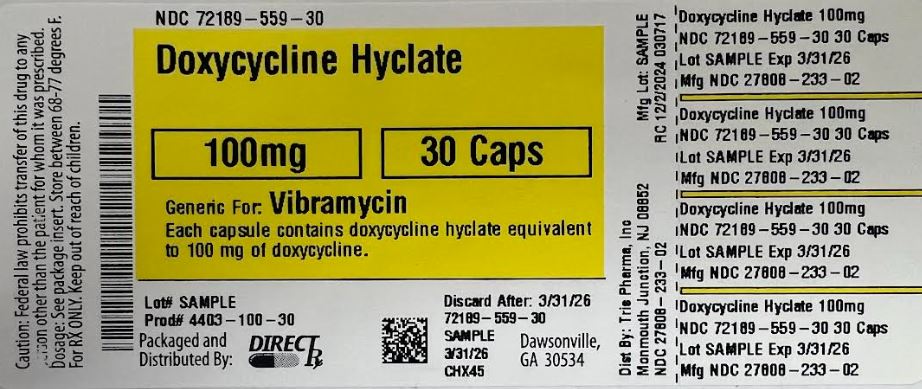 Caution: Federal law prohibits transfer of this drug to any
person other than the patient for whom it was prescribed.
Dosage: See package insert. Store between 68-77 degrees F.
For RX ONLY. Keep out of reach of children.
NDC 72189-559-30
Doxycycline Hyclate
100mg
30 Caps
Generic For: Vibramycin
Each capsule contains doxycycline hyclate equivalent
to 100 mg of doxycycline.
Lot# SAMPLE
Prod# 4403-100-30
Packaged and
Distributed By:
DIRECT Rx
Discard After: 3/31/26
72189-559-30
SAMPLE
3/31/26
CHX45
Dawsonville,
GA 30534
Mfg Lot: SAMPLE
RC 12/2/2024 030717
Dist By: Tris Pharma, Inc
Monmouth Junction, NJ 08852
NDC 27808-233-02
Doxycycline Hyclate 100mg
NDC 72189-559-30 30 Caps
Lot SAMPLE Exp 3/31/26
Mfg NDC 27808-233-02
Doxycycline Hyclate 100mg
NDC 72189-559-30 30 Caps
Lot SAMPLE Exp 3/31/26
Mfg NDC 27808-233-02
Doxycycline Hyclate 100mg
NDC 72189-559-30 30 Caps
Lot SAMPLE Exp 3/31/26
Mfg NDC 27808-233-02
Doxycycline Hyclate 100mg
NDC 72189-559-30 30 Caps
Lot SAMPLE Exp 3/31/26
Mfg NDC 27808-233-02